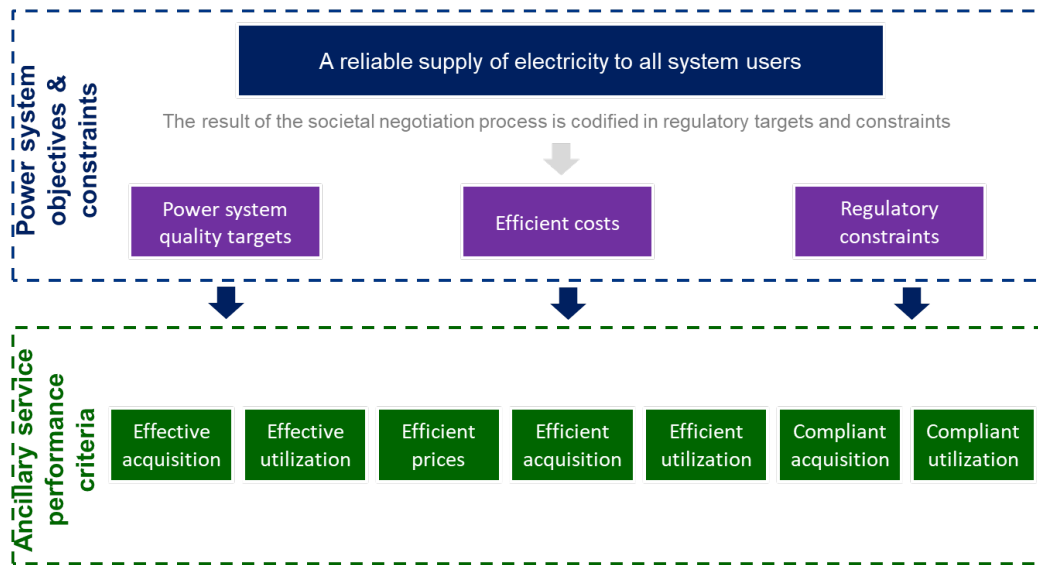 Power system
objectives &
constraints
A reliable supply of electricity to all system users
The result of the societal negotiation process is codified in regulatory targets and constraints
Power system
quality targets
Efficient costs
Regulatory
constraints
Ancillary service
performance
criteria
Effective
acquisition
Effective
utilization
Efficient
prices
Efficient
acquisition
Efficient
utilization
Compliant
acquisition
Compliant
utilization